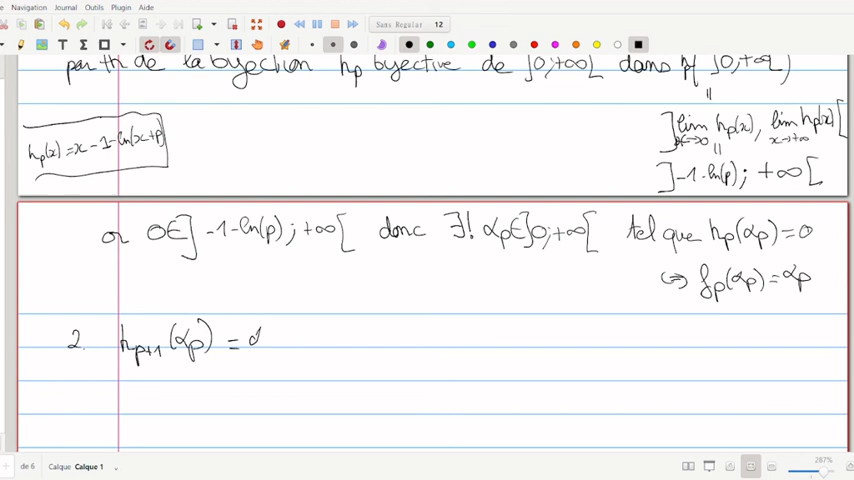 Navigation Journal Outils Plugin Aide
Sans Regular 12
de la bijection hp bijective de ]0;+∞[ dans hp(]0;+∞[)
||
]lim hp(x), lim hp(x)[
x→0 x→+∞
hp(x)=x-1-ln(x+p)
||
]-1-ln(p); +∞[
or 0∈]-1-ln(p);+∞[ donc ∃! αp∈]0;+∞[ tel que hp(αp)=0
⇔ fp(αp)=αp
2. hp+1(αp) =
287%
de 6 Calque Calque 1